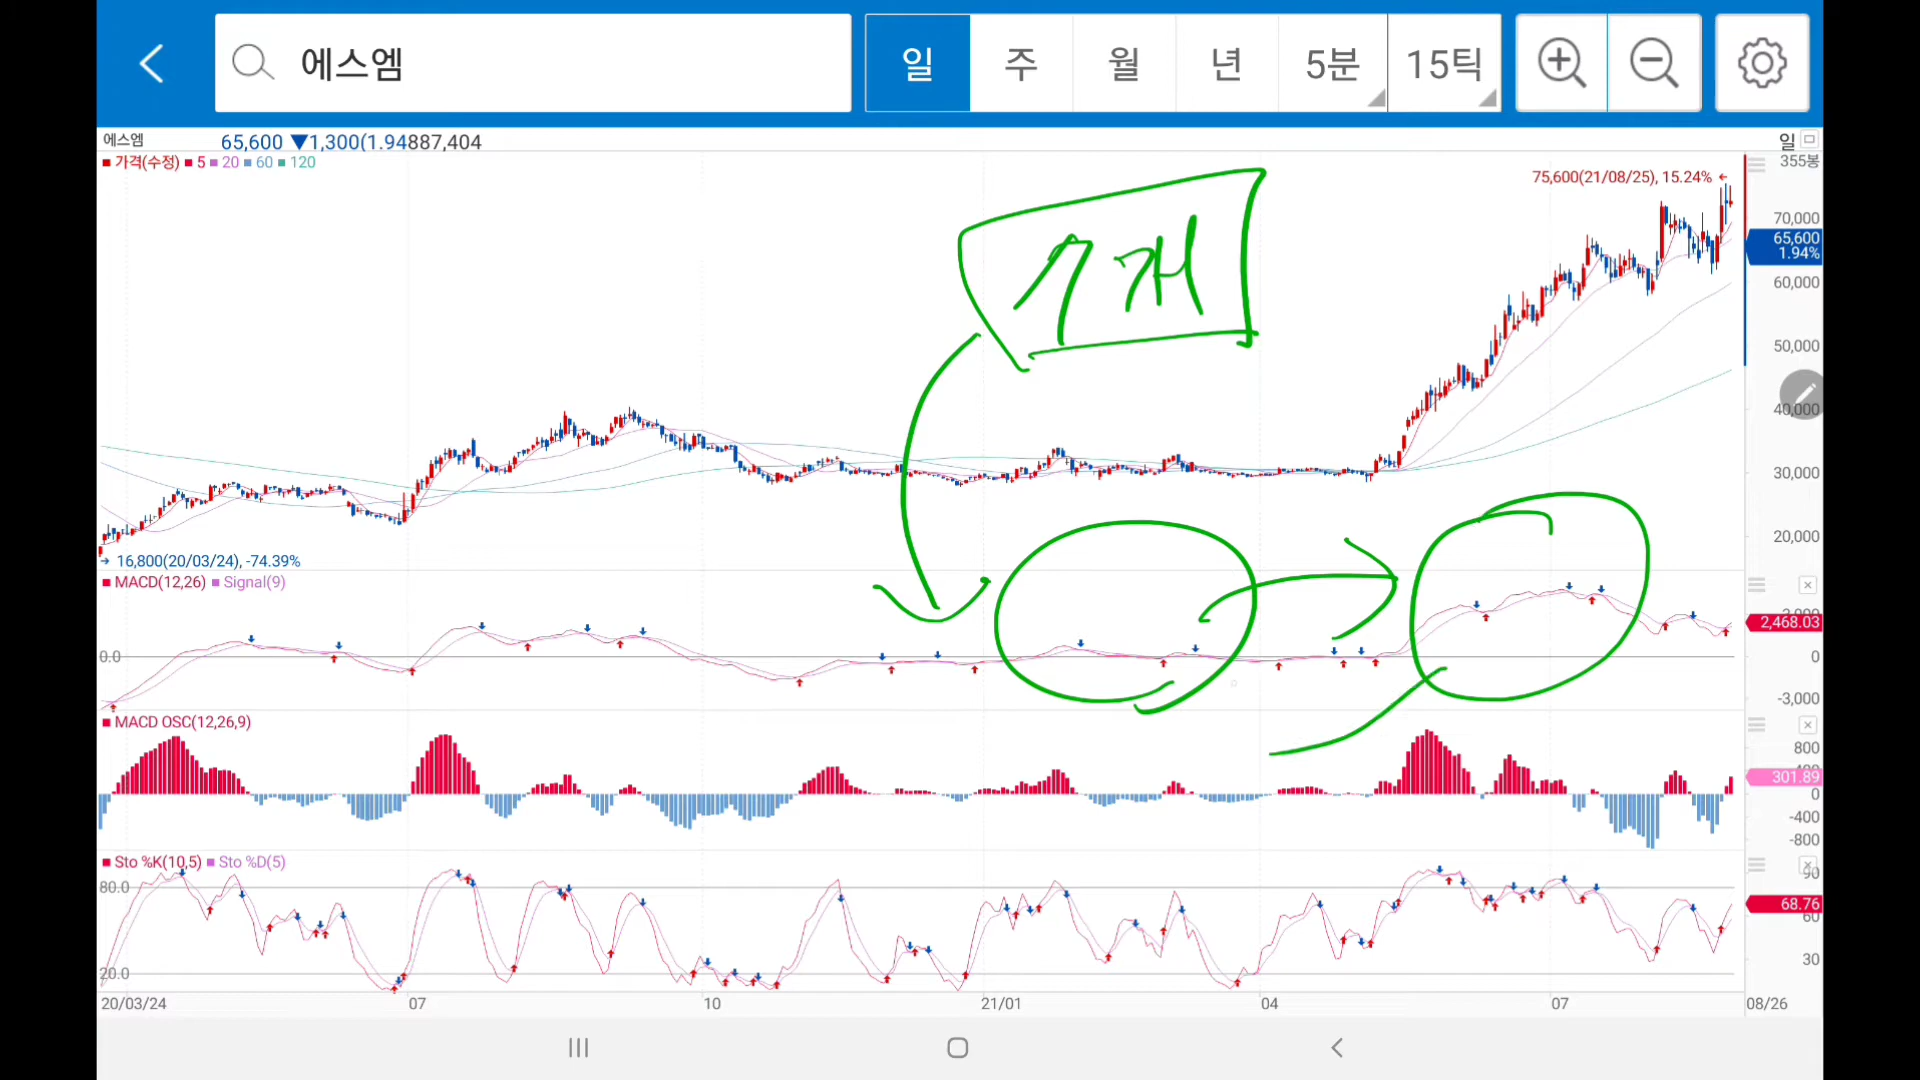 에스엠 일 주 월 년 5분 15틱
에스엠 65,600 ▼1,300(1.94887,404 일
가격(수정) 5 20 60 120 355봉
75,600(21/08/25), 15.24% ←
70,000
65,600
1.94%
60,000
50,000
40,000
30,000
20,000
→ 16,800(20/03/24), -74.39%
MACD(12,26) Signal(9)
2,468.03
0.0 0
-3,000
MACD OSC(12,26,9)
800
301.89
0
-400
-800
Sto %K(10,5) Sto %D(5)
80.0 90
68.76
60
30
20.0
20/03/24 07 10 21/01 04 07 08/26